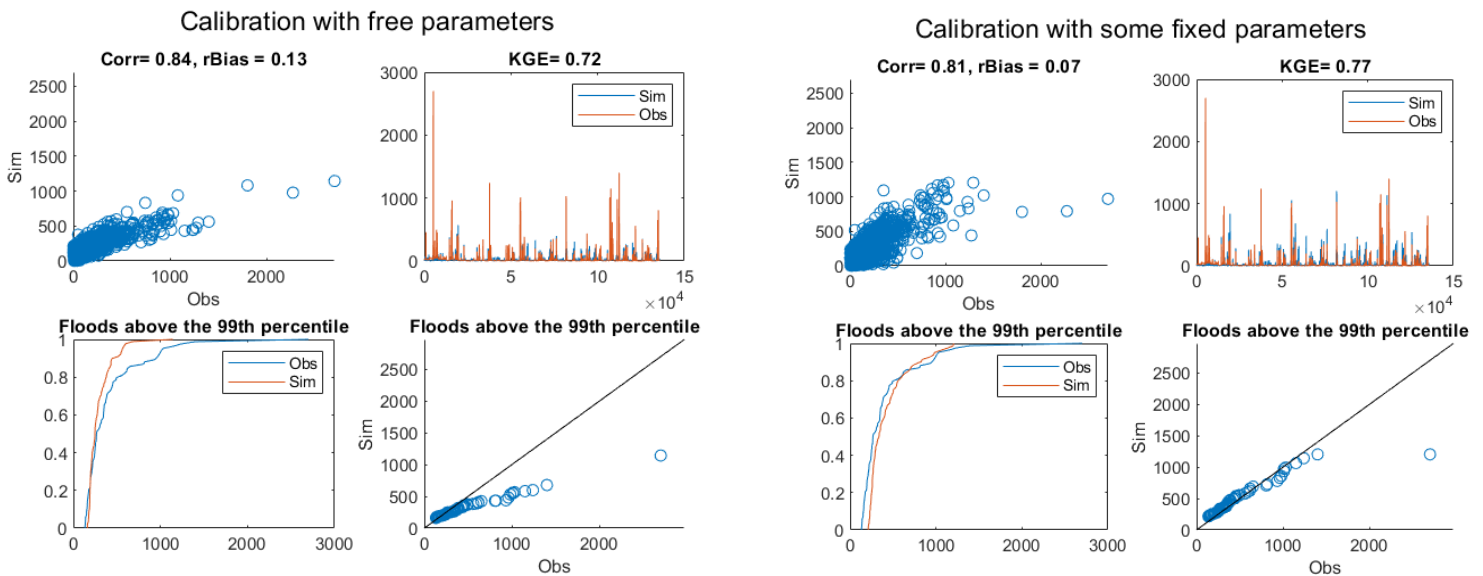 Calibration with free parameters
Corr= 0.84, rBias = 0.13
2500
2000
1500
1000
500
0
Sim
0
1000
2000
Obs
KGE= 0.72
3000
2000
1000
0
Sim
Obs
0
5
10
15
×10⁴
Floods above the 99th percentile
1
0.8
0.6
0.4
0.2
0
Obs
Sim
0
1000
2000
3000
Floods above the 99th percentile
2500
2000
1500
1000
500
0
Sim
0
1000
2000
Obs
Calibration with some fixed parameters
Corr= 0.81, rBias = 0.07
2500
2000
1500
1000
500
0
Sim
0
1000
2000
Obs
KGE= 0.77
3000
2000
1000
0
Sim
Obs
0
5
10
15
×10⁴
Floods above the 99th percentile
1
0.8
0.6
0.4
0.2
0
Obs
Sim
0
1000
2000
3000
Floods above the 99th percentile
2500
2000
1500
1000
500
0
Sim
0
1000
2000
Obs